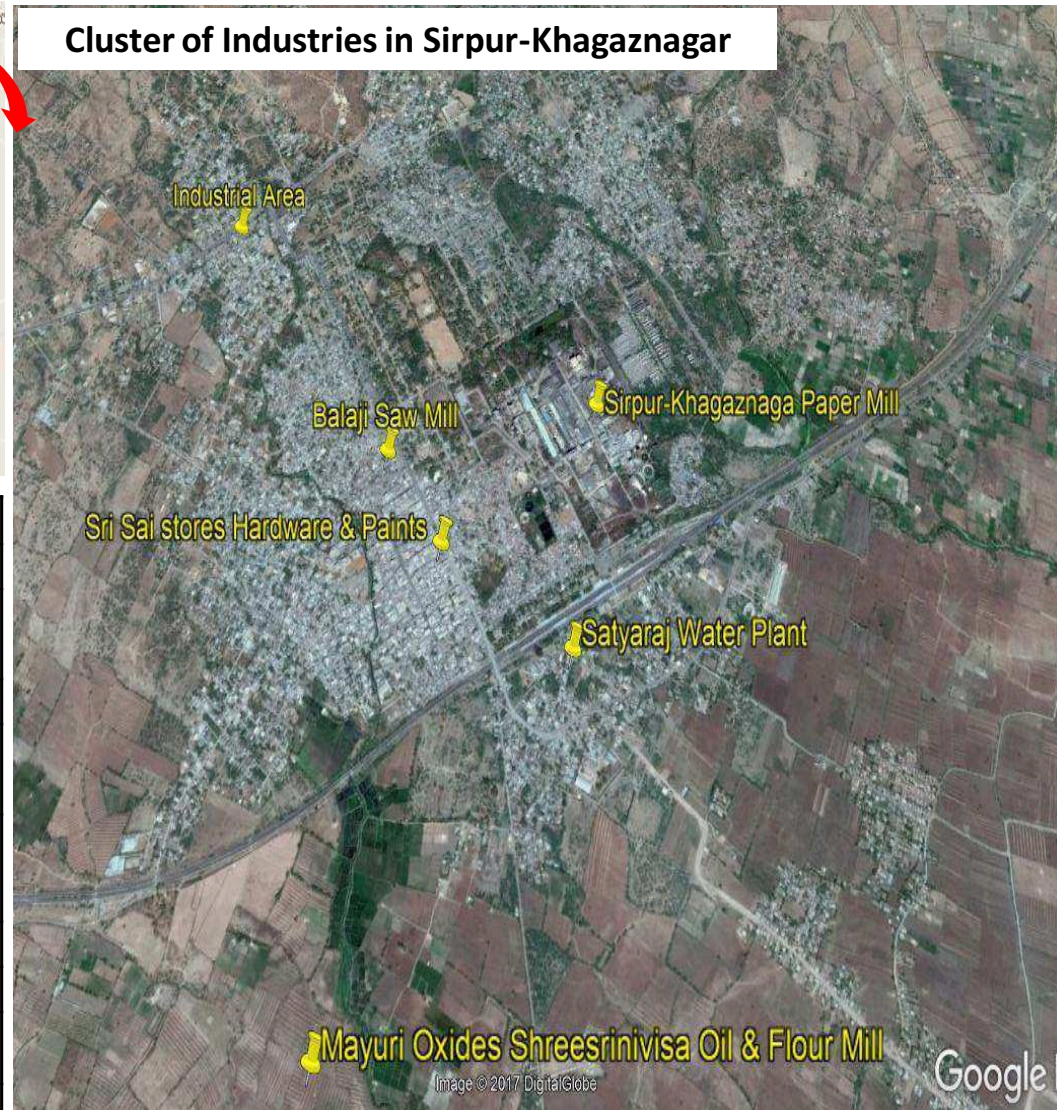 Cluster of Industries in Sirpur-Khagaznagar
Industrial Area
Sirpur-Khagaznaga Paper Mill
Balaji Saw Mill
Sri Sai stores Hardware & Paints
Satyaraj Water Plant
Mayuri Oxides Shreesrinivisa Oil & Flour Mill
Image © 2017 DigitalGlobe
Google